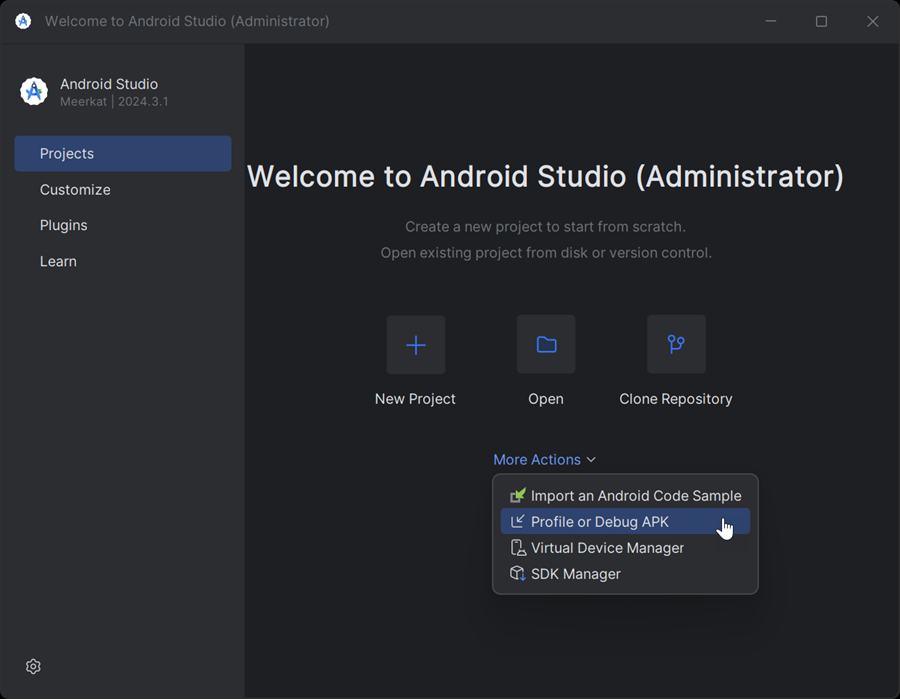 Welcome to Android Studio (Administrator)
Android Studio
Meerkat | 2024.3.1
Projects
Customize
Plugins
Learn
Welcome to Android Studio (Administrator)
Create a new project to start from scratch.
Open existing project from disk or version control.
New Project
Open
Clone Repository
More Actions
Import an Android Code Sample
Profile or Debug APK
Virtual Device Manager
SDK Manager